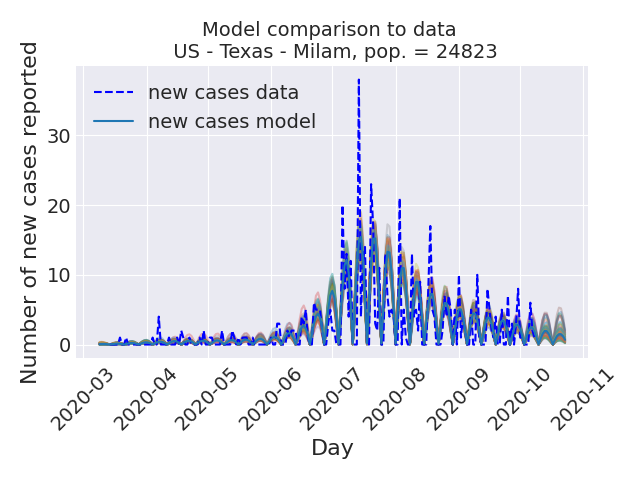 Model comparison to data
US - Texas - Milam, pop. = 24823
Number of new cases reported
new cases data
new cases model
30
20
10
0
2020-03
2020-04
2020-05
2020-06
2020-07
2020-08
2020-09
2020-10
2020-11
Day